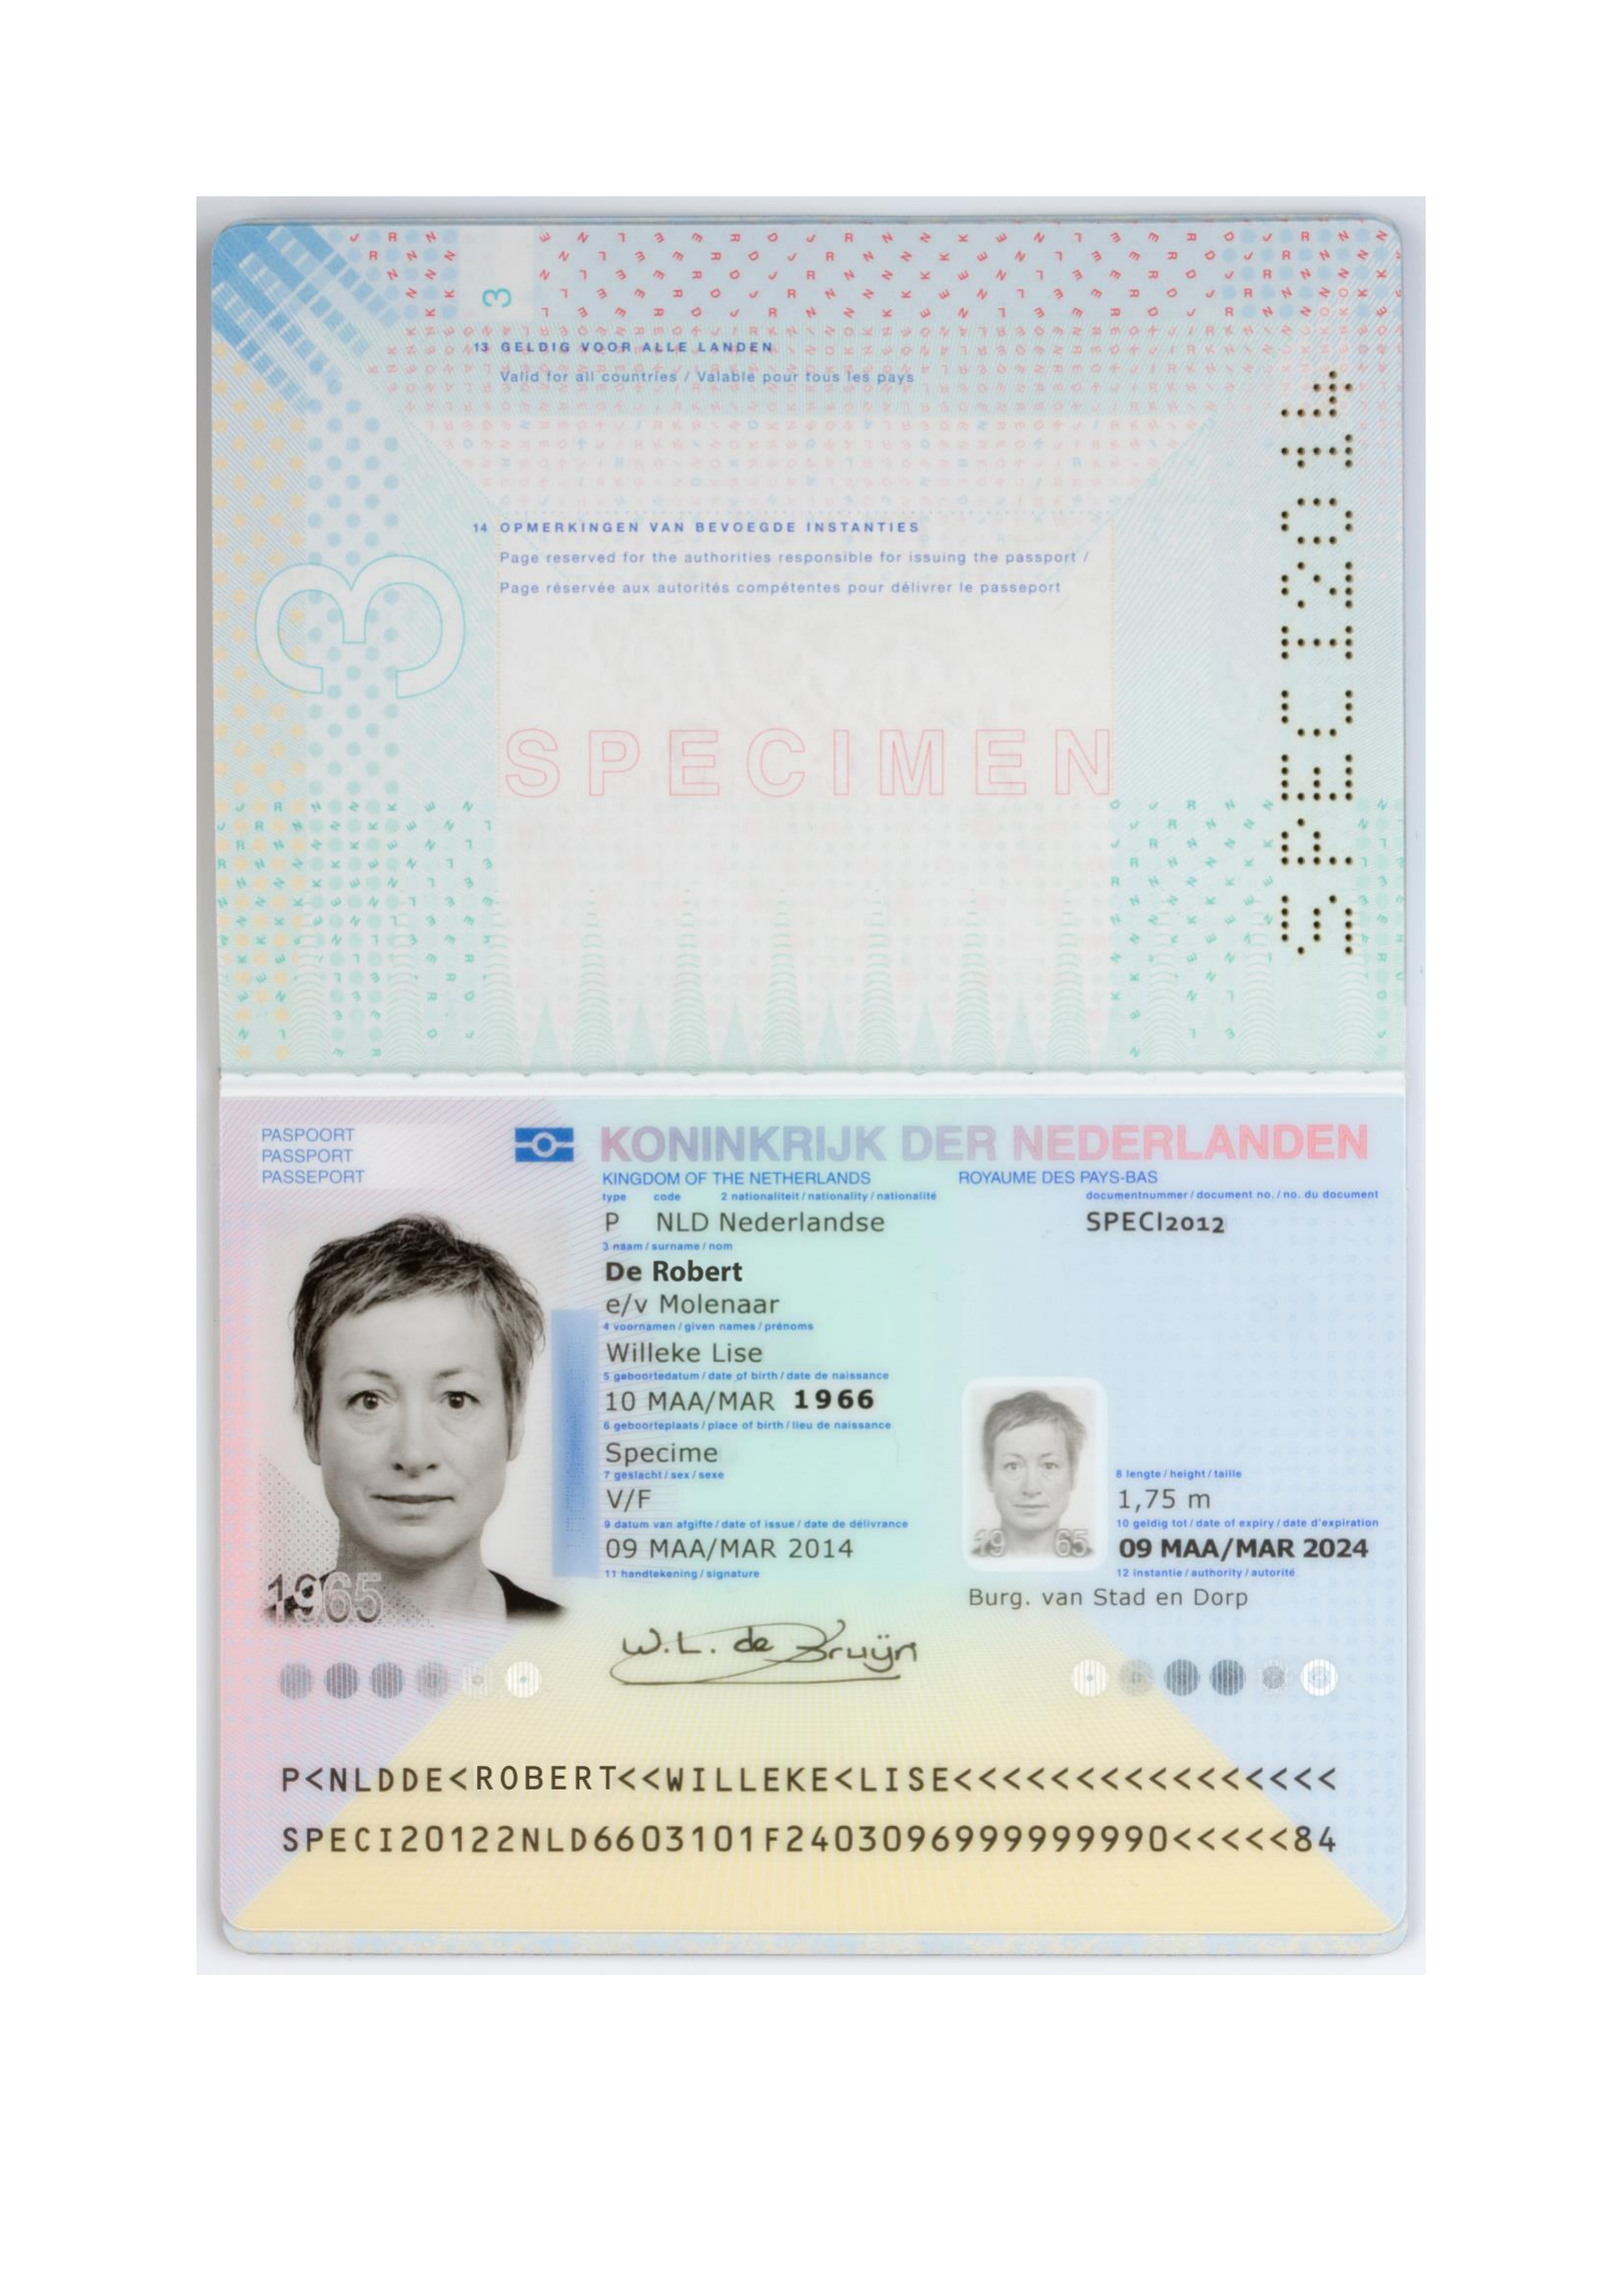 3
13 GELDIG VOOR ALLE LANDEN
Valid for all countries / Valable pour tous les pays
14 OPMERKINGEN VAN BEVOEGDE INSTANTIES
Page reserved for the authorities responsible for issuing the passport /
Page réservée aux autorités compétentes pour délivrer le passeport
3
SPECIMEN
PASPOORT
PASSPORT
PASSEPORT
KONINKRIJK DER NEDERLANDEN
KINGDOM OF THE NETHERLANDS ROYAUME DES PAYS-BAS
type code 2 nationaliteit / nationality / nationalité documentnummer / document no. / no. du document
P NLD Nederlandse SPECI2012
3 naam / surname / nom
De Robert
e/v Molenaar
4 voornamen / given names / prénoms
Willeke Lise
5 geboortedatum / date of birth / date de naissance
10 MAA/MAR 1966
6 geboorteplaats / place of birth / lieu de naissance
Specime
7 geslacht / sex / sexe 8 lengte / height / taille
V/F 1,75 m
9 datum van afgifte / date of issue / date de délivrance 10 geldig tot / date of expiry / date d'expiration
09 MAA/MAR 2014 09 MAA/MAR 2024
11 handtekening / signature 12 instantie / authority / autorité
Burg. van Stad en Dorp
1965
19 65
W.L. de Bruijn
P<NLDDE<ROBERT<<WILLEKE<LISE<<<<<<<<<<<<<<<<
SPECI20122NLD6603101F2403096999999990<<<<<84